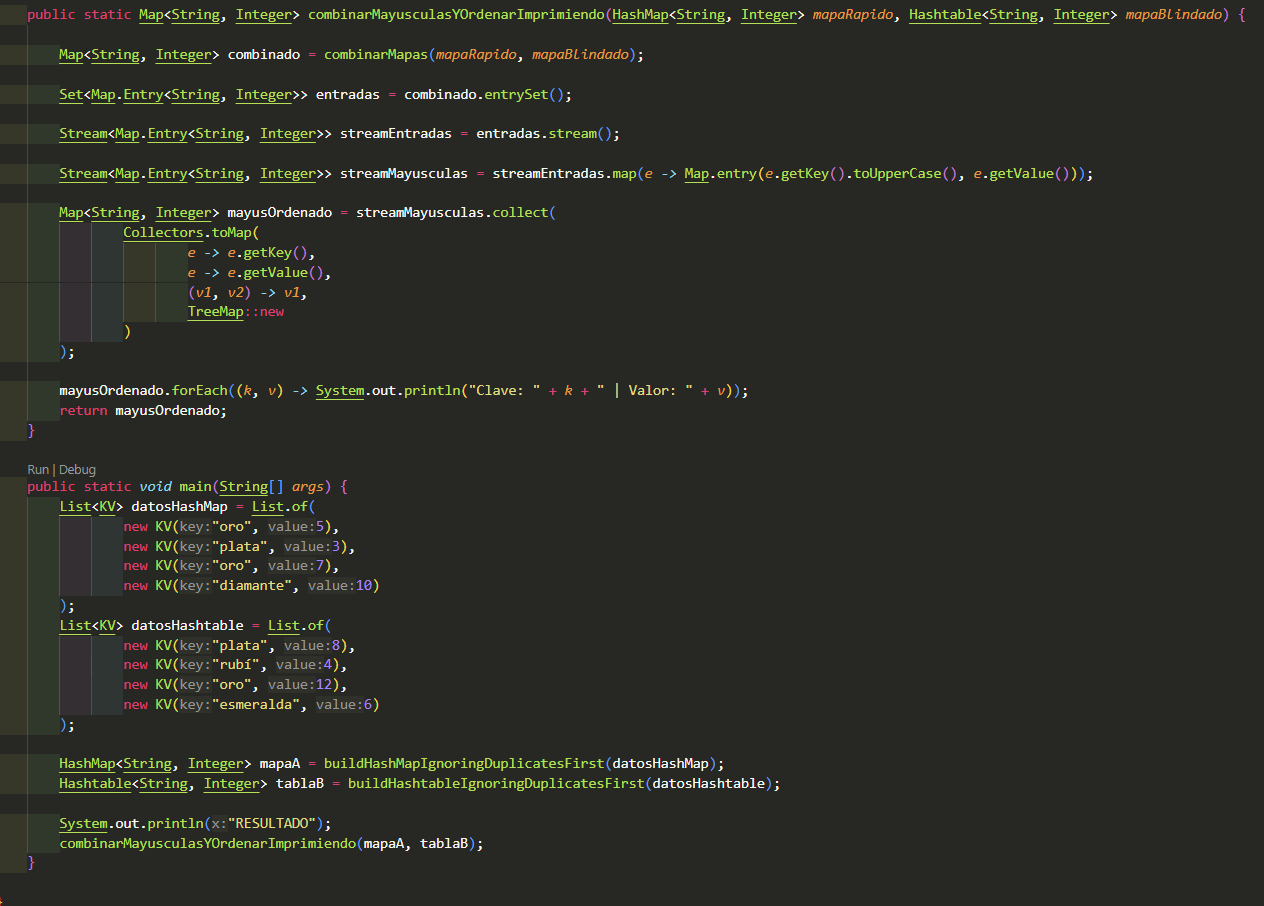 public static Map<String, Integer> combinarMayusculasYOrdenarImprimiendo(HashMap<String, Integer> mapaRapido, Hashtable<String, Integer> mapaBlindado) {
Map<String, Integer> combinado = combinarMapas(mapaRapido, mapaBlindado);
Set<Map.Entry<String, Integer>> entradas = combinado.entrySet();
Stream<Map.Entry<String, Integer>> streamEntradas = entradas.stream();
Stream<Map.Entry<String, Integer>> streamMayusculas = streamEntradas.map(e -> Map.entry(e.getKey().toUpperCase(), e.getValue()));
Map<String, Integer> mayusOrdenado = streamMayusculas.collect(
Collectors.toMap(
e -> e.getKey(),
e -> e.getValue(),
(v1, v2) -> v1,
TreeMap::new
)
);
mayusOrdenado.forEach((k, v) -> System.out.println("Clave: " + k + " | Valor: " + v));
return mayusOrdenado;
}
Run | Debug
public static void main(String[] args) {
List<KV> datosHashMap = List.of(
new KV(key:"oro", value:5),
new KV(key:"plata", value:3),
new KV(key:"oro", value:7),
new KV(key:"diamante", value:10)
);
List<KV> datosHashtable = List.of(
new KV(key:"plata", value:8),
new KV(key:"rubí", value:4),
new KV(key:"oro", value:12),
new KV(key:"esmeralda", value:6)
);
HashMap<String, Integer> mapaA = buildHashMapIgnoringDuplicatesFirst(datosHashMap);
Hashtable<String, Integer> tablaB = buildHashtableIgnoringDuplicatesFirst(datosHashtable);
System.out.println(x:"RESULTADO");
combinarMayusculasYOrdenarImprimiendo(mapaA, tablaB);
}